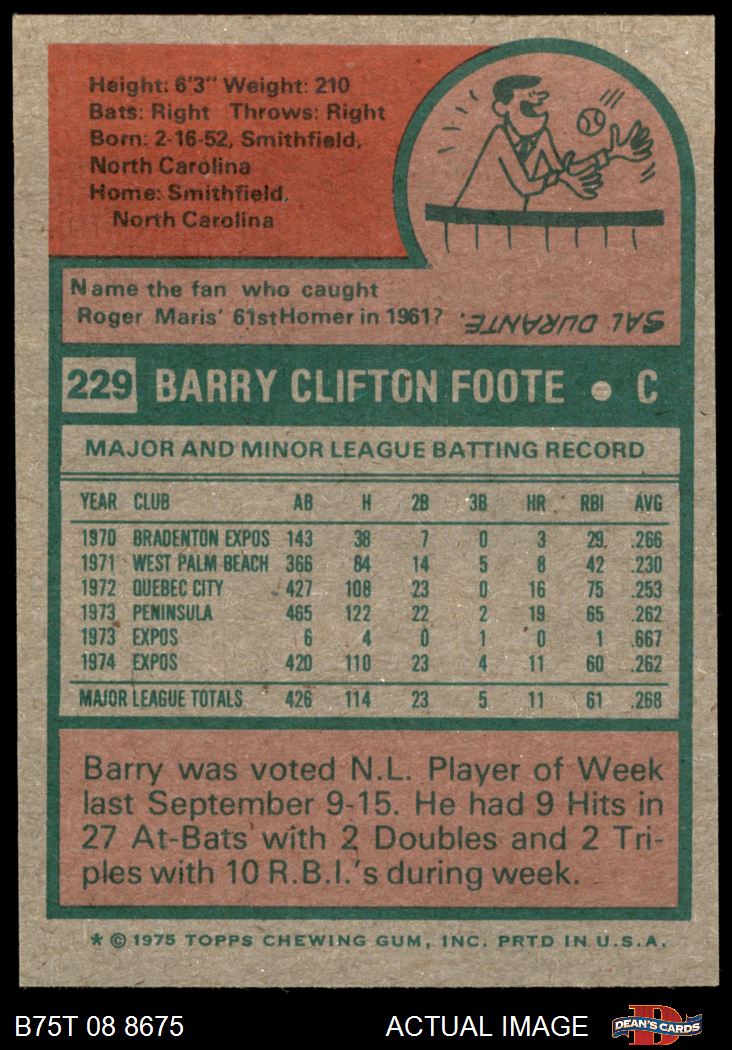 Height: 6'3" Weight: 210
Bats: Right Throws: Right
Born: 2-16-52, Smithfield,
North Carolina
Home: Smithfield,
North Carolina
Name the fan who caught
Roger Maris' 61st Homer in 1961?
SAL DURANTE.
229 BARRY CLIFTON FOOTE • C
MAJOR AND MINOR LEAGUE BATTING RECORD
YEAR CLUB AB H 2B 3B HR RBI AVG
1970 BRADENTON EXPOS 143 38 7 0 3 29 .266
1971 WEST PALM BEACH 366 84 14 5 8 42 .230
1972 QUEBEC CITY 427 108 23 0 16 75 .253
1973 PENINSULA 465 122 22 2 19 65 .262
1973 EXPOS 6 4 0 1 0 1 .667
1974 EXPOS 420 110 23 4 11 60 .262
MAJOR LEAGUE TOTALS 426 114 23 5 11 61 .268
Barry was voted N.L. Player of Week
last September 9-15. He had 9 Hits in
27 At-Bats with 2 Doubles and 2 Tri-
ples with 10 R.B.I.'s during week.
* © 1975 TOPPS CHEWING GUM, INC. PRTD IN U.S.A.
B75T 08 8675 ACTUAL IMAGE
D
DEAN'S CARDS